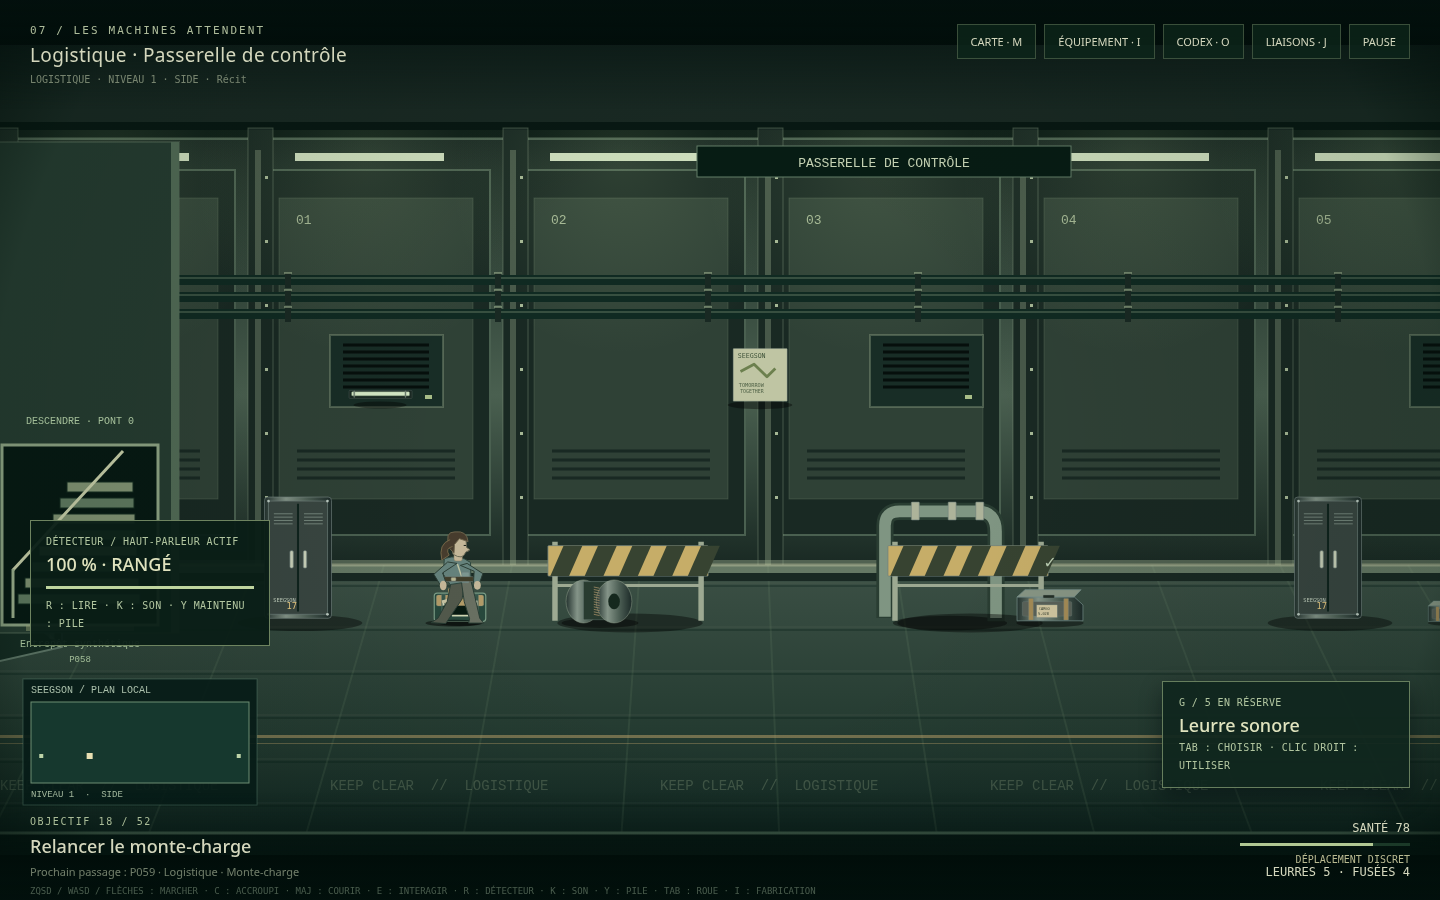 07 / LES MACHINES ATTENDENT
Logistique · Passerelle de contrôle
LOGISTIQUE · NIVEAU 1 · SIDE · Récit
CARTE · M
ÉQUIPEMENT · I
CODEX · O
LIAISONS · J
PAUSE
PASSERELLE DE CONTRÔLE
01
02
03
04
05
SEEGSON
TOMORROW
TOGETHER
DESCENDRE · PONT 0
DÉTECTEUR / HAUT-PARLEUR ACTIF
100 % · RANGÉ
R : LIRE · K : SON · Y MAINTENU
: PILE
P058
SEEGSON
17
SEEGSON
17
SEEGSON / PLAN LOCAL
NIVEAU 1 · SIDE
G / 5 EN RÉSERVE
Leurre sonore
TAB : CHOISIR · CLIC DROIT :
UTILISER
KEEP CLEAR // LOGISTIQUE
KEEP CLEAR // LOGISTIQUE
KEEP CLEAR // LOGISTIQUE
OBJECTIF 18 / 52
Relancer le monte-charge
Prochain passage : P059 · Logistique · Monte-charge
ZQSD / WASD / FLÈCHES : MARCHER · C : ACCROUPI · MAJ : COURIR · E : INTERAGIR · R : DÉTECTEUR · K : SON · Y : PILE · TAB : ROUE · I : FABRICATION
SANTÉ 78
DÉPLACEMENT DISCRET
LEURRES 5 · FUSÉES 4